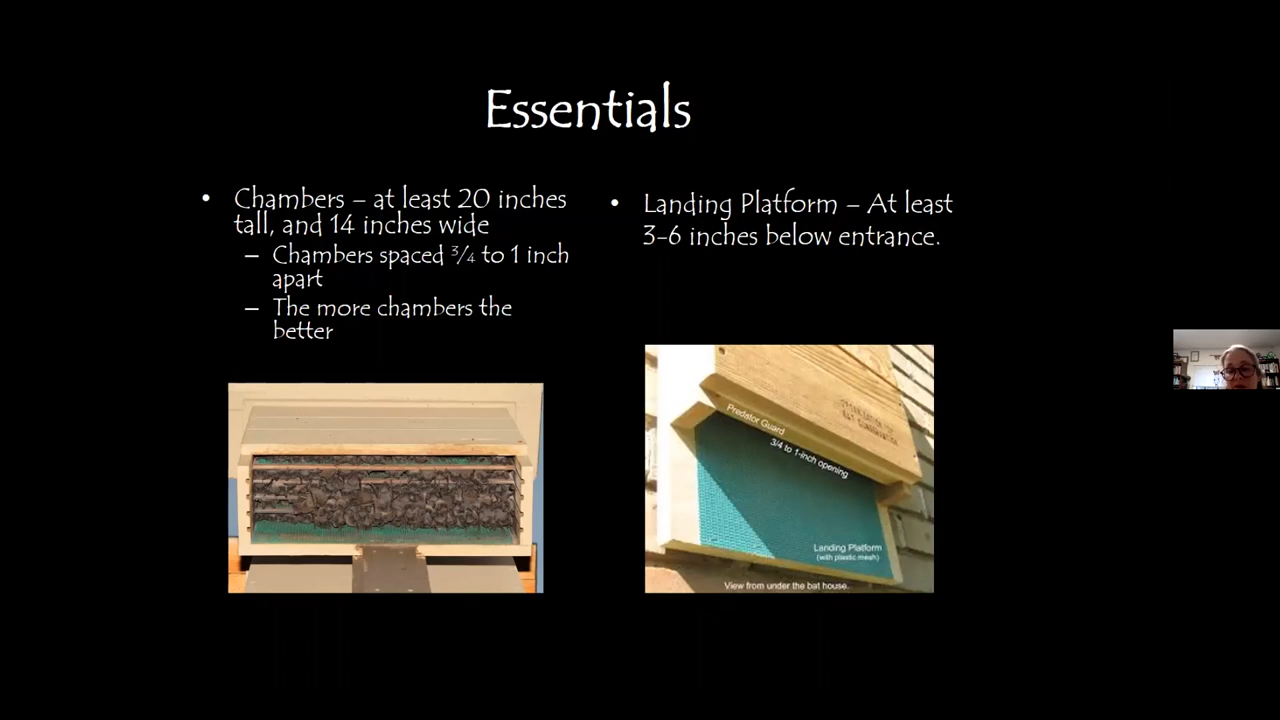 Essentials
• Chambers – at least 20 inches
tall, and 14 inches wide
– Chambers spaced ¾ to 1 inch
apart
– The more chambers the
better
• Landing Platform – At least
3-6 inches below entrance.
Predator Guard
3/4 to 1-inch opening
Landing Platform
(with plastic mesh)
View from under the bat house.